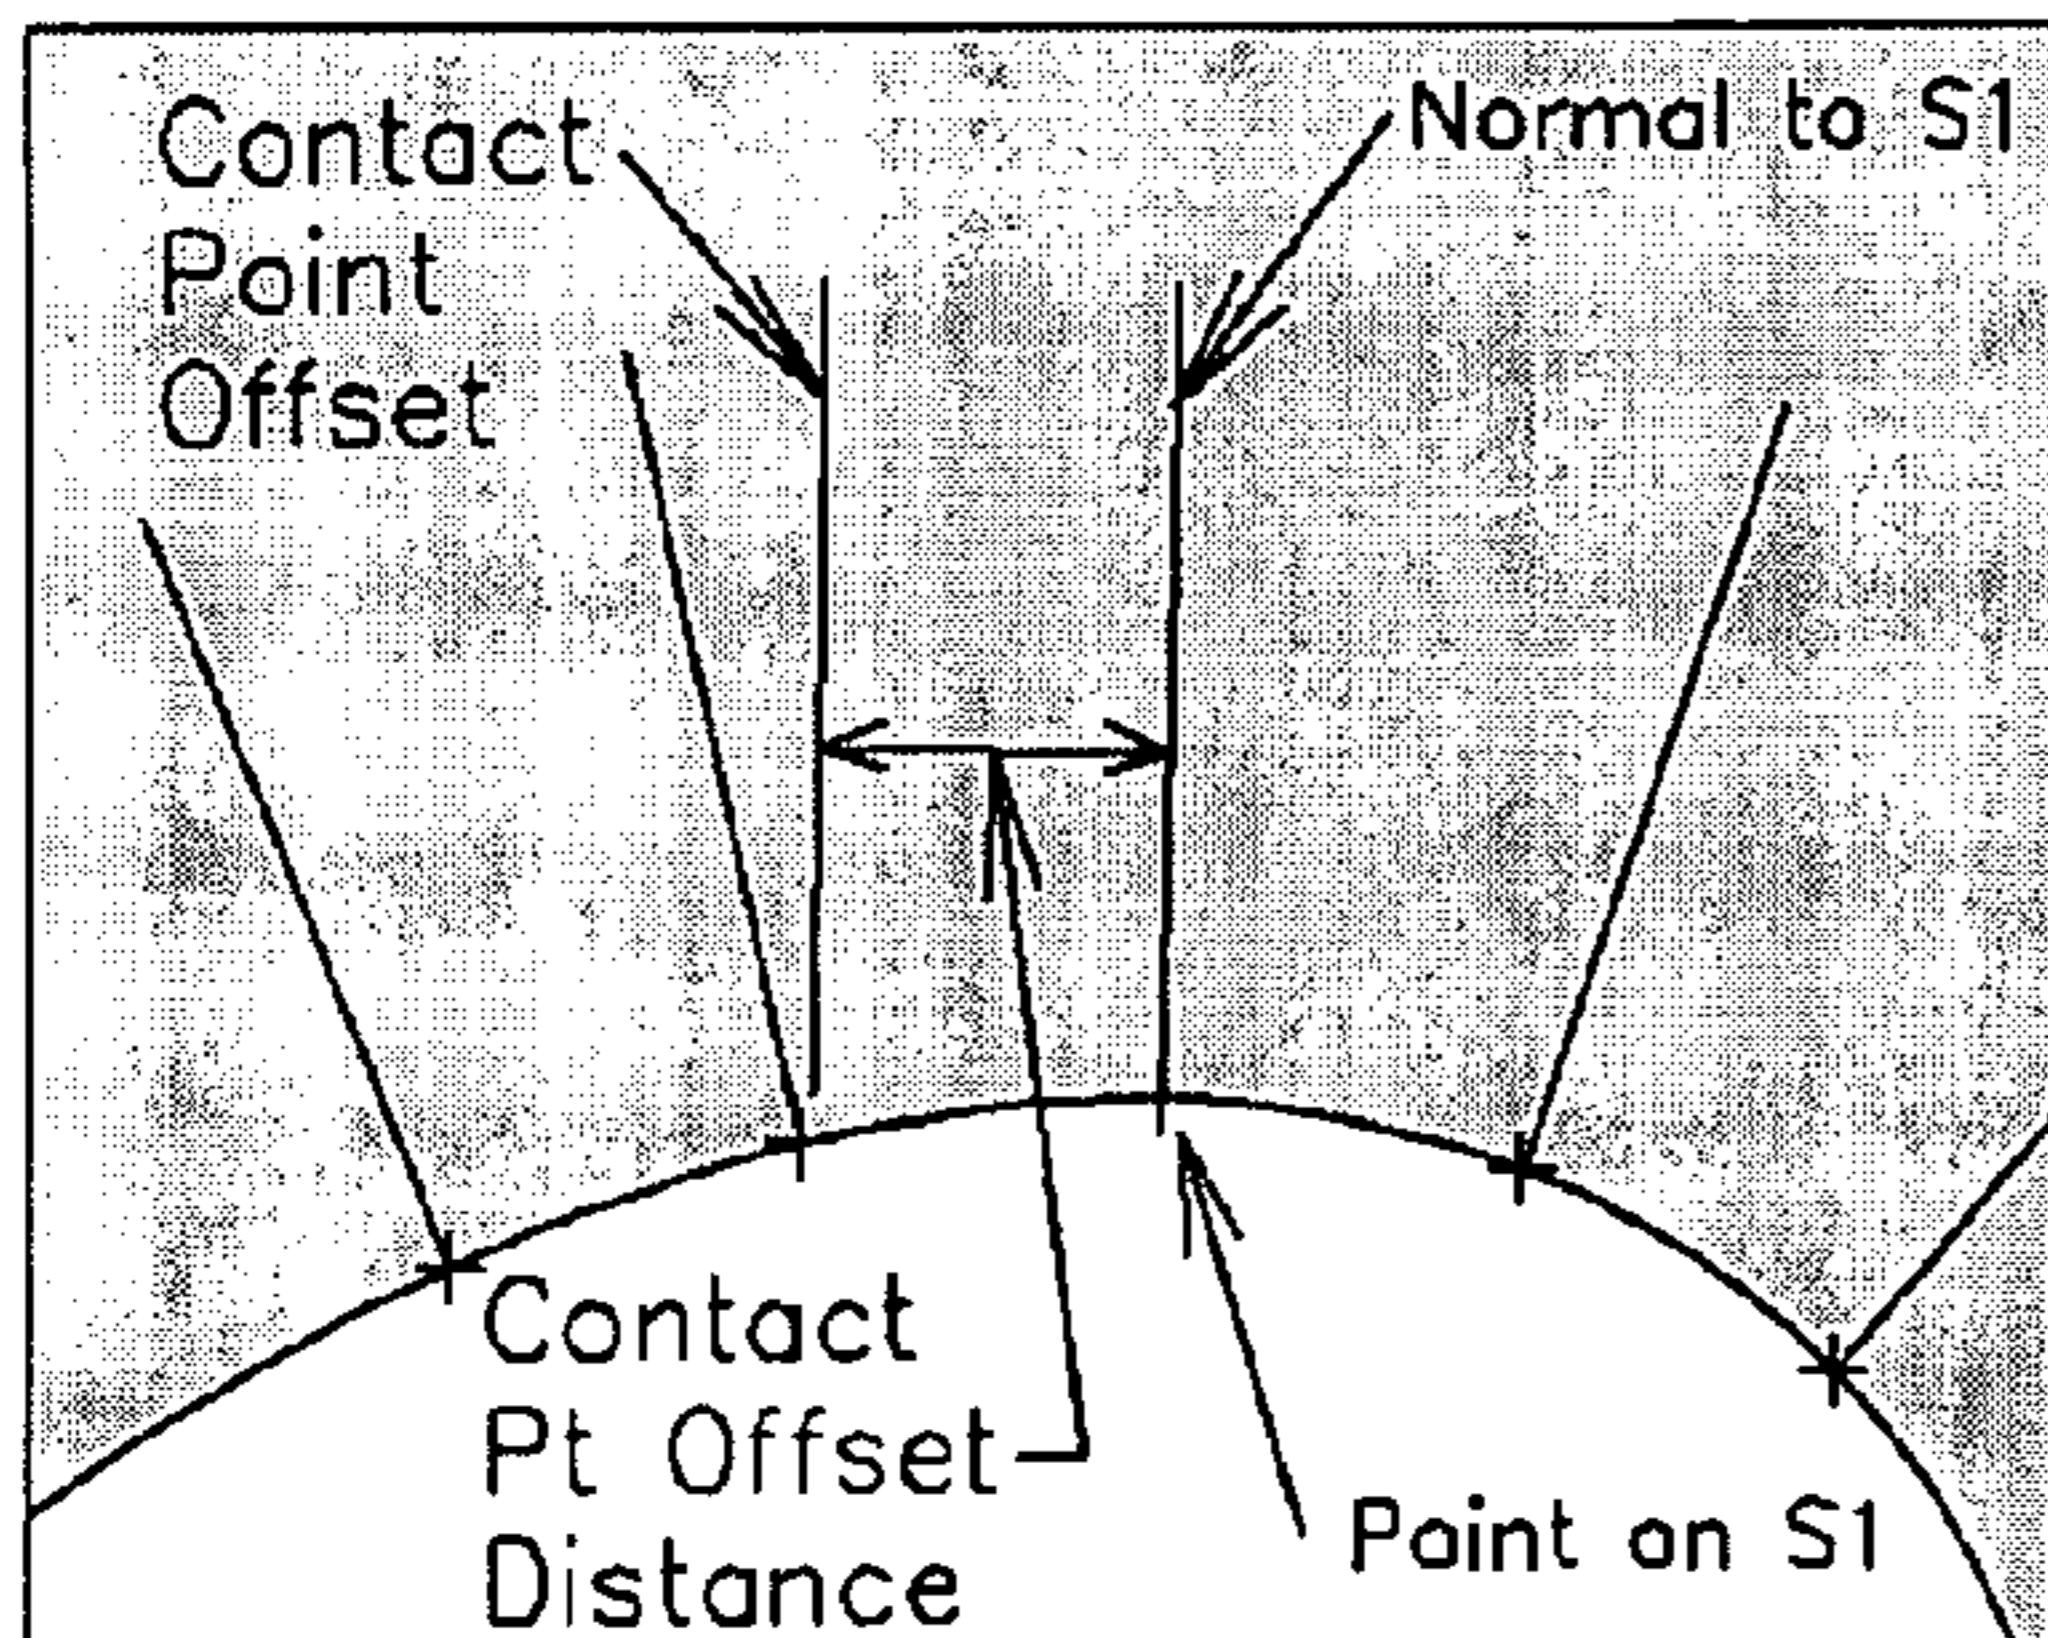 Contact
Point
Offset
Normal to S1
Contact
Pt Offset
Distance
Point on S1